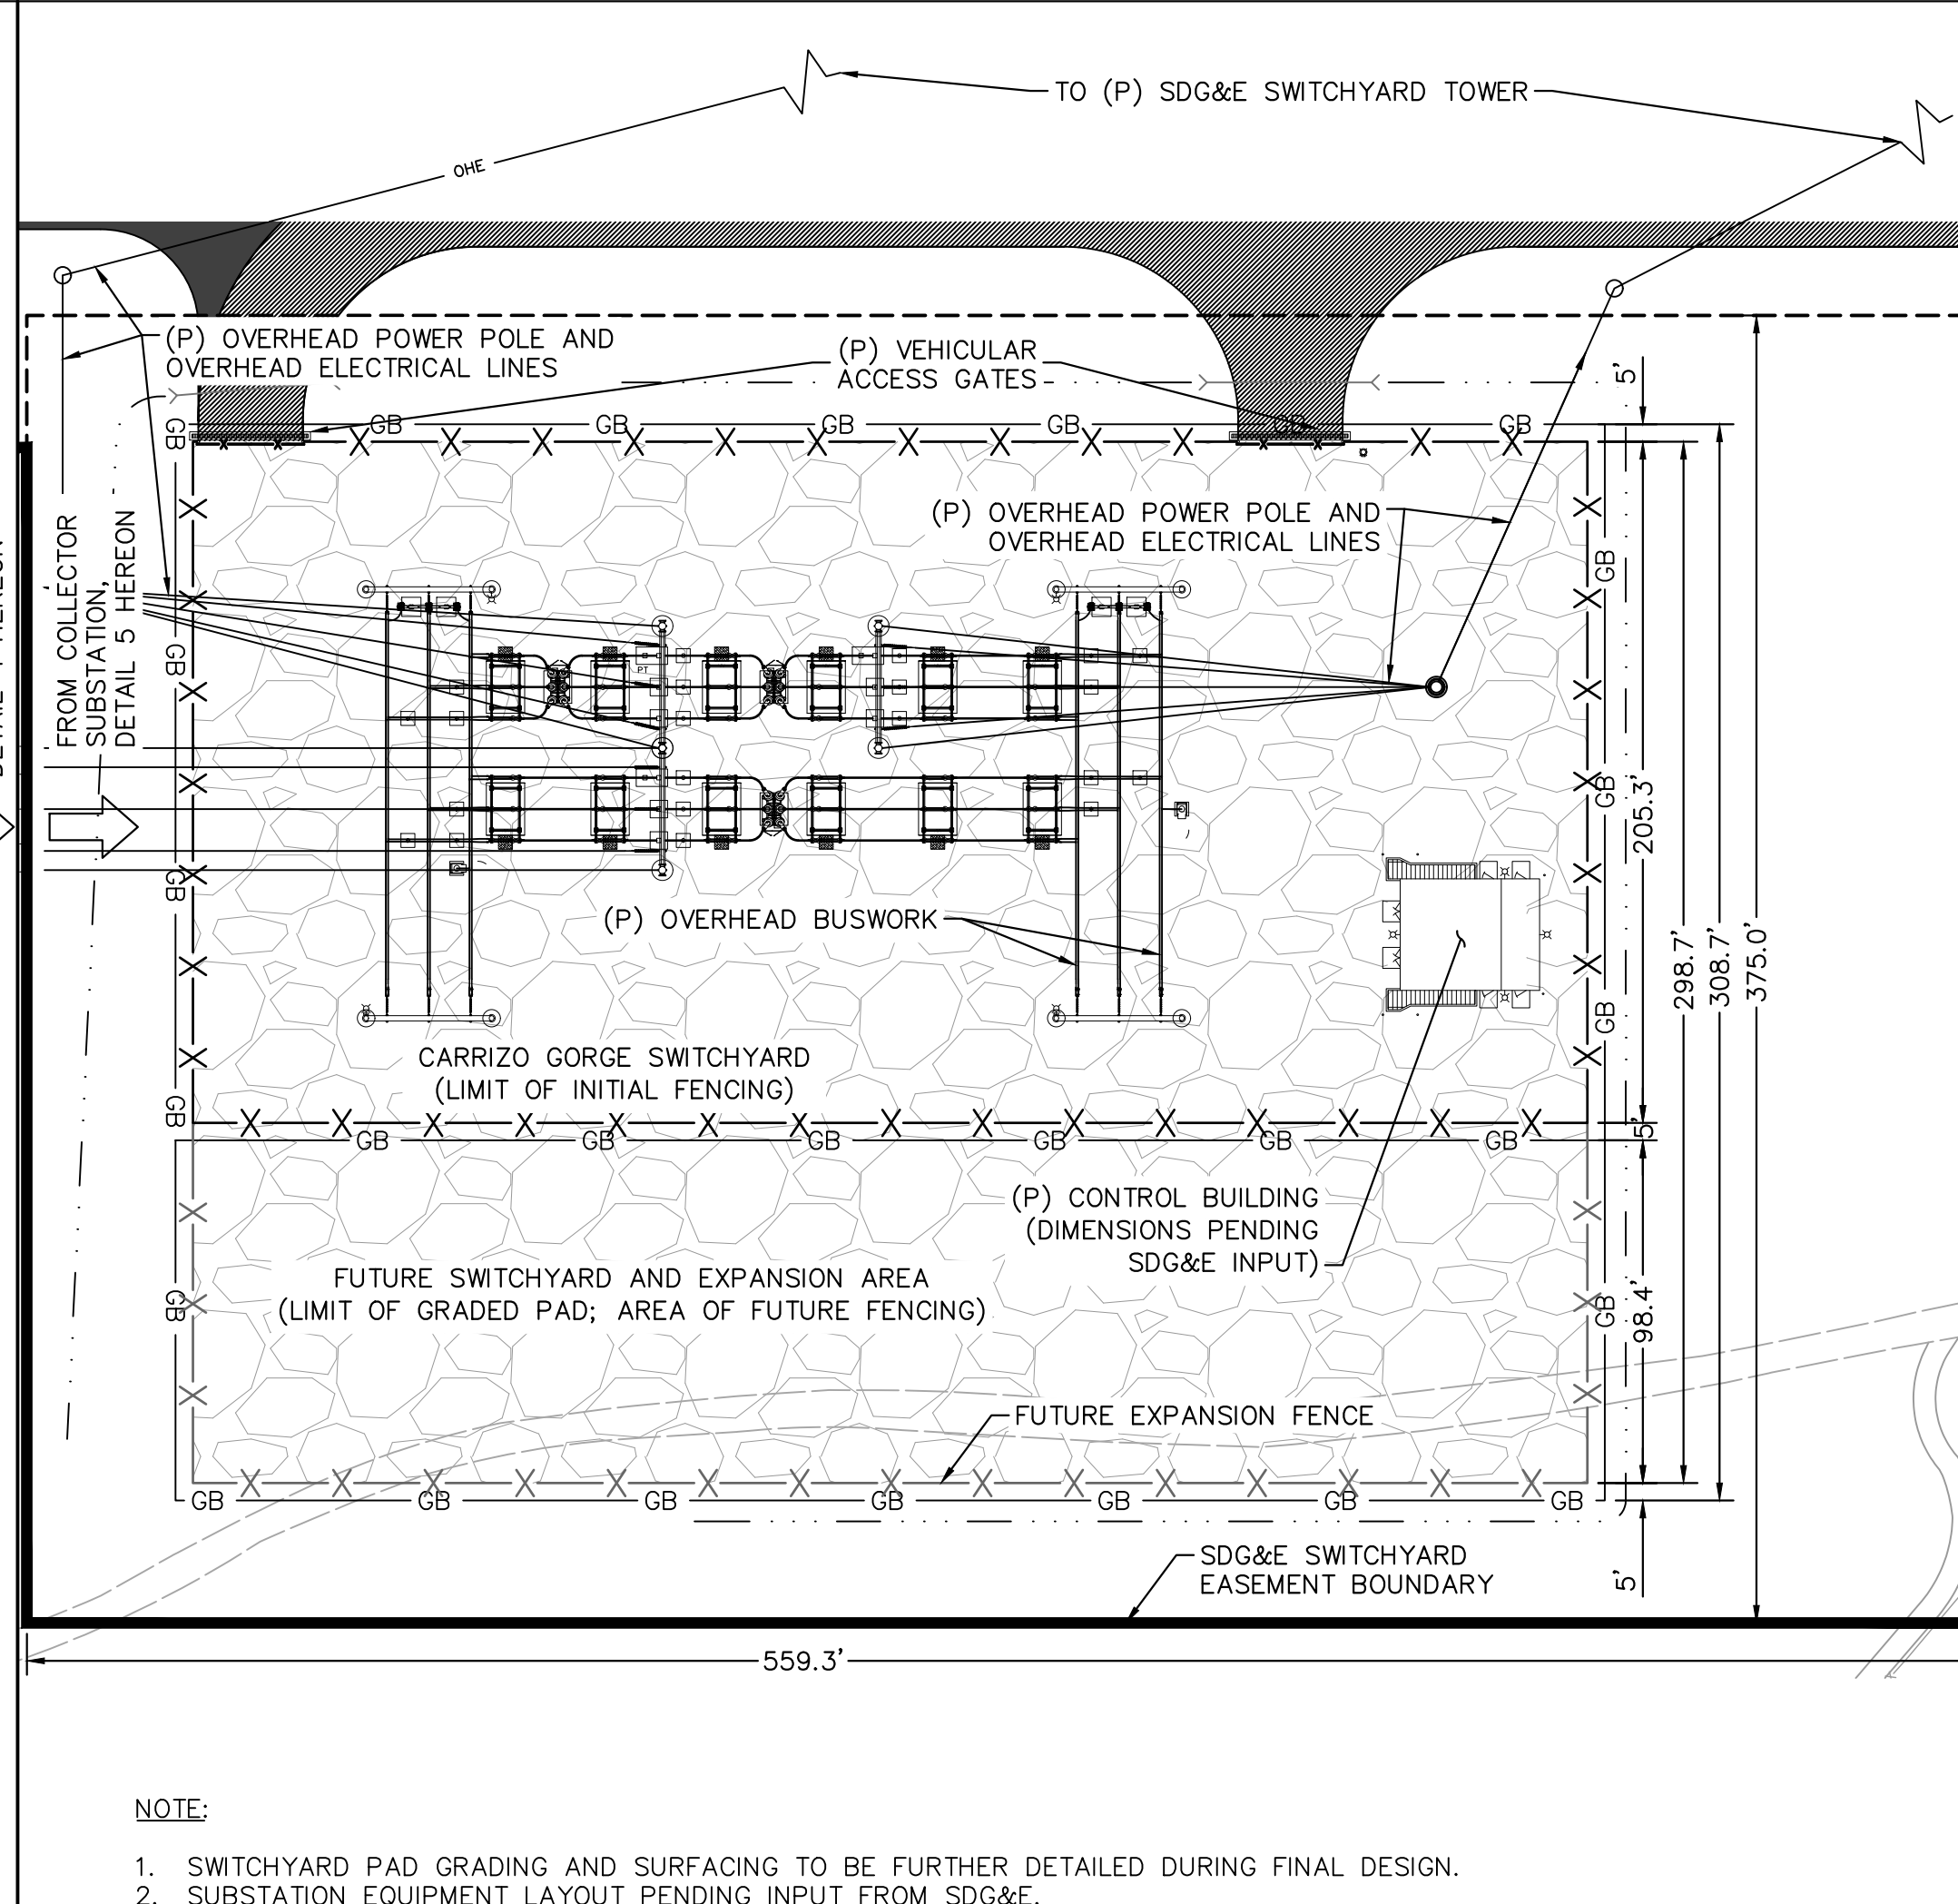 TO (P) SDG&E SWITCHYARD TOWER
OHE
(P) OVERHEAD POWER POLE AND
OVERHEAD ELECTRICAL LINES
(P) VEHICULAR
ACCESS GATES
5'
GB
GB
GB
GB
GB
GB
GB
(P) OVERHEAD POWER POLE AND
OVERHEAD ELECTRICAL LINES
FROM COLLECTOR
SUBSTATION,
DETAIL 5 HEREON
GB
GB
PT
GB
GB
205.3'
298.7'
308.7'
375.0'
(P) OVERHEAD BUSWORK
GB
CARRIZO GORGE SWITCHYARD
(LIMIT OF INITIAL FENCING)
GB
GB
GB
GB
GB
GB
GB
5'
(P) CONTROL BUILDING
(DIMENSIONS PENDING
SDG&E INPUT)
FUTURE SWITCHYARD AND EXPANSION AREA
(LIMIT OF GRADED PAD; AREA OF FUTURE FENCING)
GB
GB
98.4'
FUTURE EXPANSION FENCE
GB
GB
GB
GB
GB
GB
GB
SDG&E SWITCHYARD
EASEMENT BOUNDARY
5'
559.3'
NOTE:
1. SWITCHYARD PAD GRADING AND SURFACING TO BE FURTHER DETAILED DURING FINAL DESIGN.
2. SUBSTATION EQUIPMENT LAYOUT PENDING INPUT FROM SDG&E.